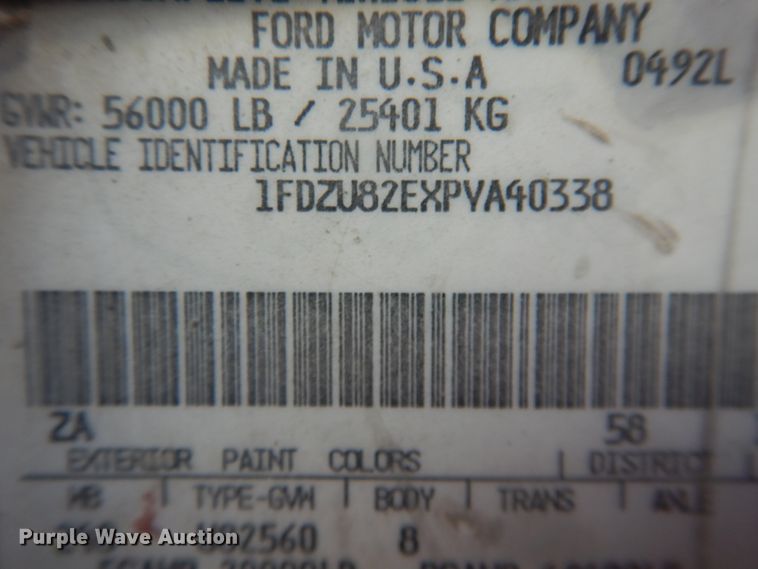 FORD MOTOR COMPANY
MADE IN U.S.A 0492L
GVWR: 56000 LB / 25401 KG
VEHICLE IDENTIFICATION NUMBER
1FDZU82EXPVA40338
ZA 58
EXTERIOR PAINT COLORS | DISTRICT
WB | TYPE-GVW | BODY | TRANS | AXLE
8
Purple Wave Auction